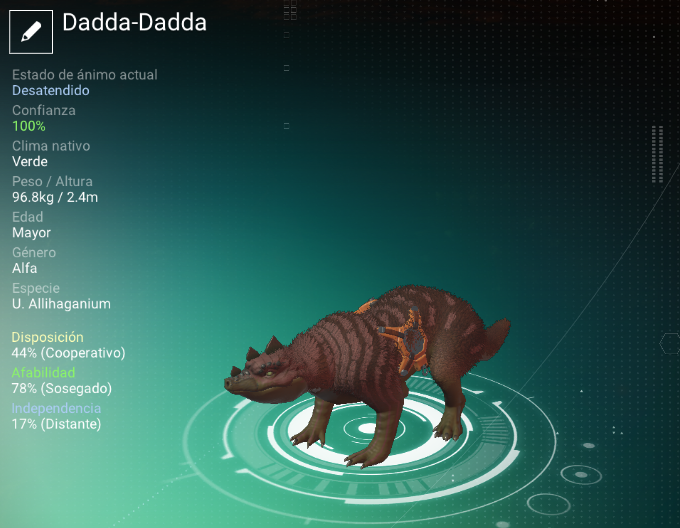 Dadda-Dadda
Estado de ánimo actual
Desatendido
Confianza
100%
Clima nativo
Verde
Peso / Altura
96.8kg / 2.4m
Edad
Mayor
Género
Alfa
Especie
U. Allihaganium
Disposición
44% (Cooperativo)
Afabilidad
78% (Sosegado)
Independencia
17% (Distante)